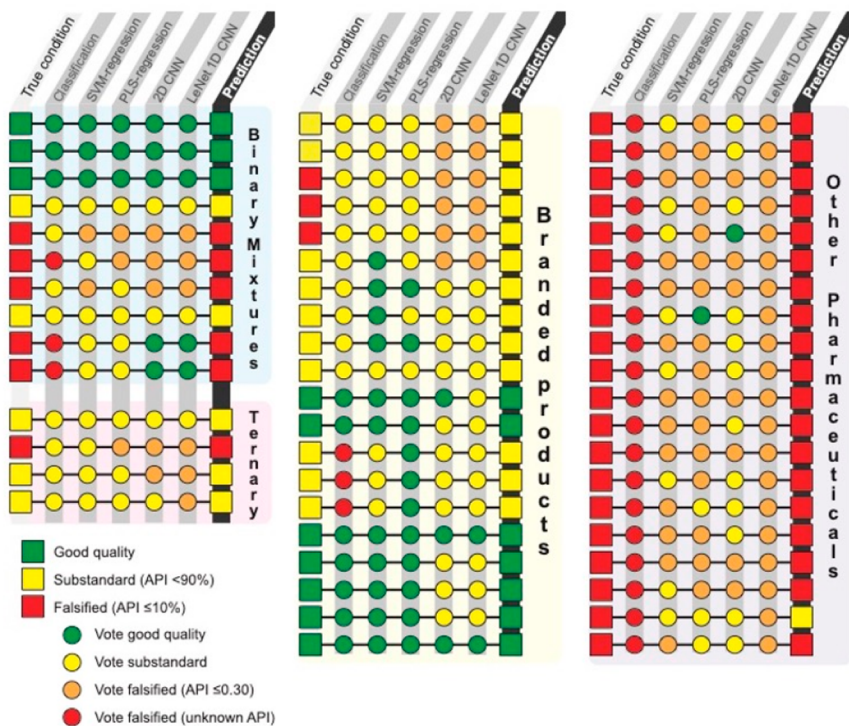 True condition
Classification
SVM-regression
PLS-regression
2D CNN
LeNet 1D CNN
Prediction
Binary Mixtures
Ternary
True condition
Classification
SVM-regression
PLS-regression
2D CNN
LeNet 1D CNN
Prediction
Branded products
True condition
Classification
SVM-regression
PLS-regression
2D CNN
LeNet 1D CNN
Prediction
Other Pharmaceuticals
Good quality
Substandard (API <90%)
Falsified (API ≤10%)
Vote good quality
Vote substandard
Vote falsified (API ≤0.30)
Vote falsified (unknown API)